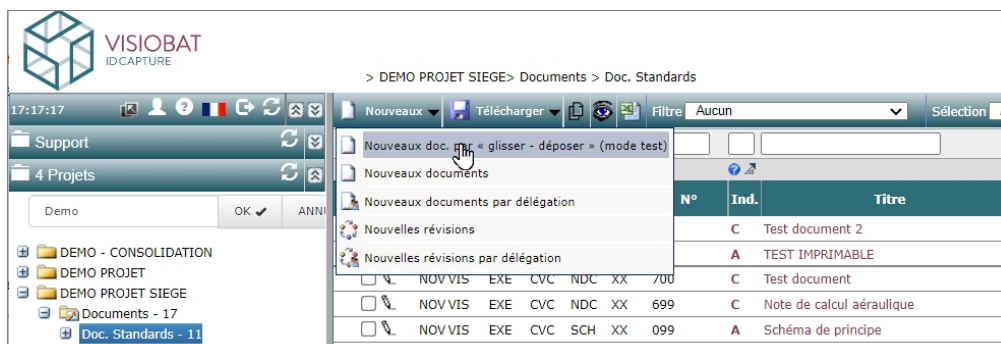 VISIOBAT
ID CAPTURE
> DEMO PROJET SIEGE> Documents > Doc. Standards
17:17:17
Nouveaux
Télécharger
Filtre Aucun
Sélection
Support
4 Projets
Demo
OK
ANNU
DEMO - CONSOLIDATION
DEMO PROJET
DEMO PROJET SIEGE
Documents - 17
Doc. Standards - 11
Nouveaux doc. par « glisser - déposer » (mode test)
Nouveaux documents
Nouveaux documents par délégation
Nouvelles révisions
Nouvelles révisions par délégation
N° Ind. Titre
C Test document 2
A TEST IMPRIMABLE
NOV VIS EXE CVC NDC XX 700 C Test document
NOV VIS EXE CVC NDC XX 699 C Note de calcul aéraulique
NOV VIS EXE CVC SCH XX 099 A Schéma de principe